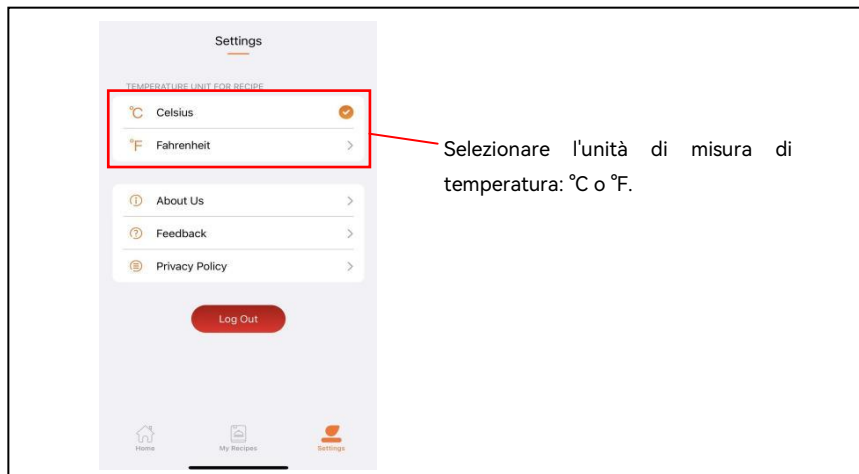 Settings
TEMPERATURE UNIT FOR RECIPE
°C Celsius
°F Fahrenheit
Selezionare l'unità di misura di
temperatura: °C o °F.
About Us
Feedback
Privacy Policy
Log Out
Home
My Recipes
Settings